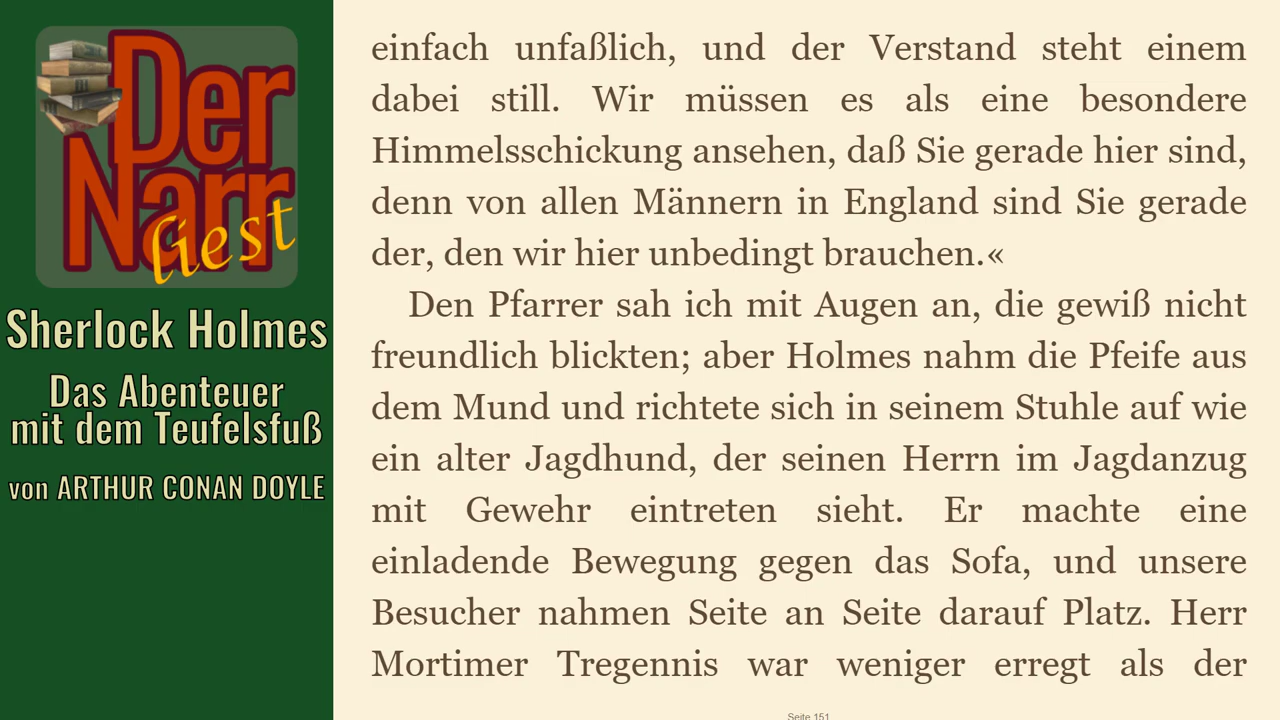 Der
Narr
liest
Sherlock Holmes
Das Abenteuer
mit dem Teufelsfuß
von ARTHUR CONAN DOYLE
einfach unfaßlich, und der Verstand steht einem
dabei still. Wir müssen es als eine besondere
Himmelsschickung ansehen, daß Sie gerade hier sind,
denn von allen Männern in England sind Sie gerade
der, den wir hier unbedingt brauchen.«
Den Pfarrer sah ich mit Augen an, die gewiß nicht
freundlich blickten; aber Holmes nahm die Pfeife aus
dem Mund und richtete sich in seinem Stuhle auf wie
ein alter Jagdhund, der seinen Herrn im Jagdanzug
mit Gewehr eintreten sieht. Er machte eine
einladende Bewegung gegen das Sofa, und unsere
Besucher nahmen Seite an Seite darauf Platz. Herr
Mortimer Tregennis war weniger erregt als der
Seite 151